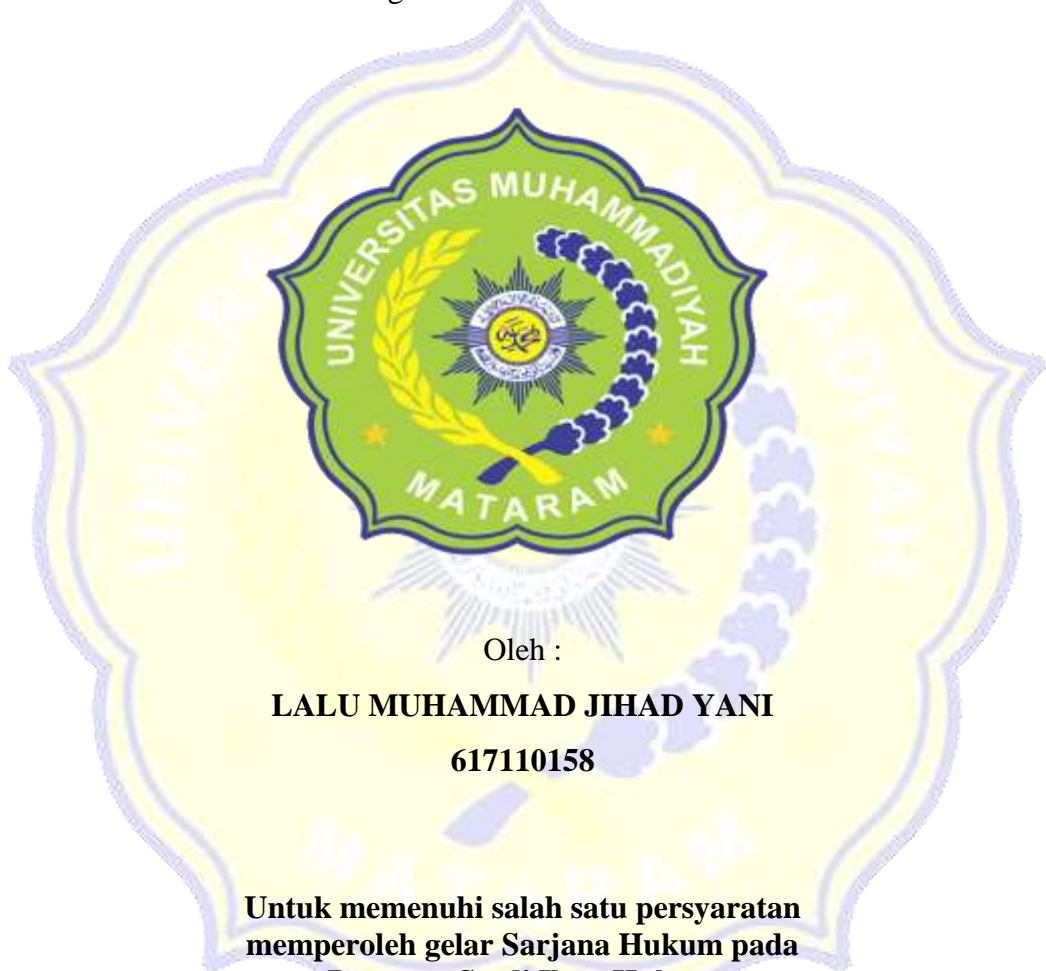 UNIVERSITAS MUHAMMADIYAH
MATARAM
Oleh :
LALU MUHAMMAD JIHAD YANI
617110158
Untuk memenuhi salah satu persyaratan
memperoleh gelar Sarjana Hukum pada